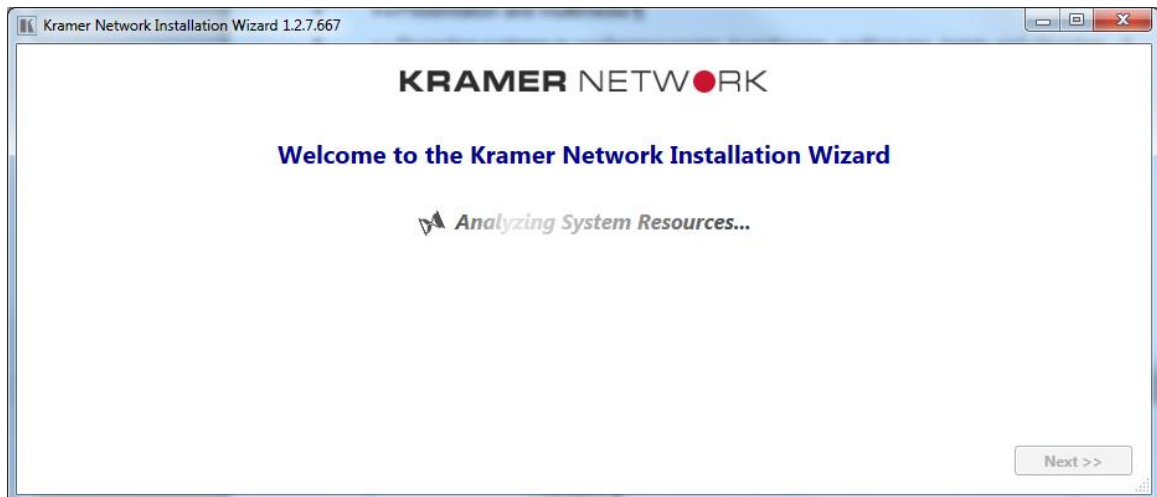 Kramer Network Installation Wizard 1.2.7.667
KRAMER NETWORK
Welcome to the Kramer Network Installation Wizard
Analyzing System Resources...
Next >>